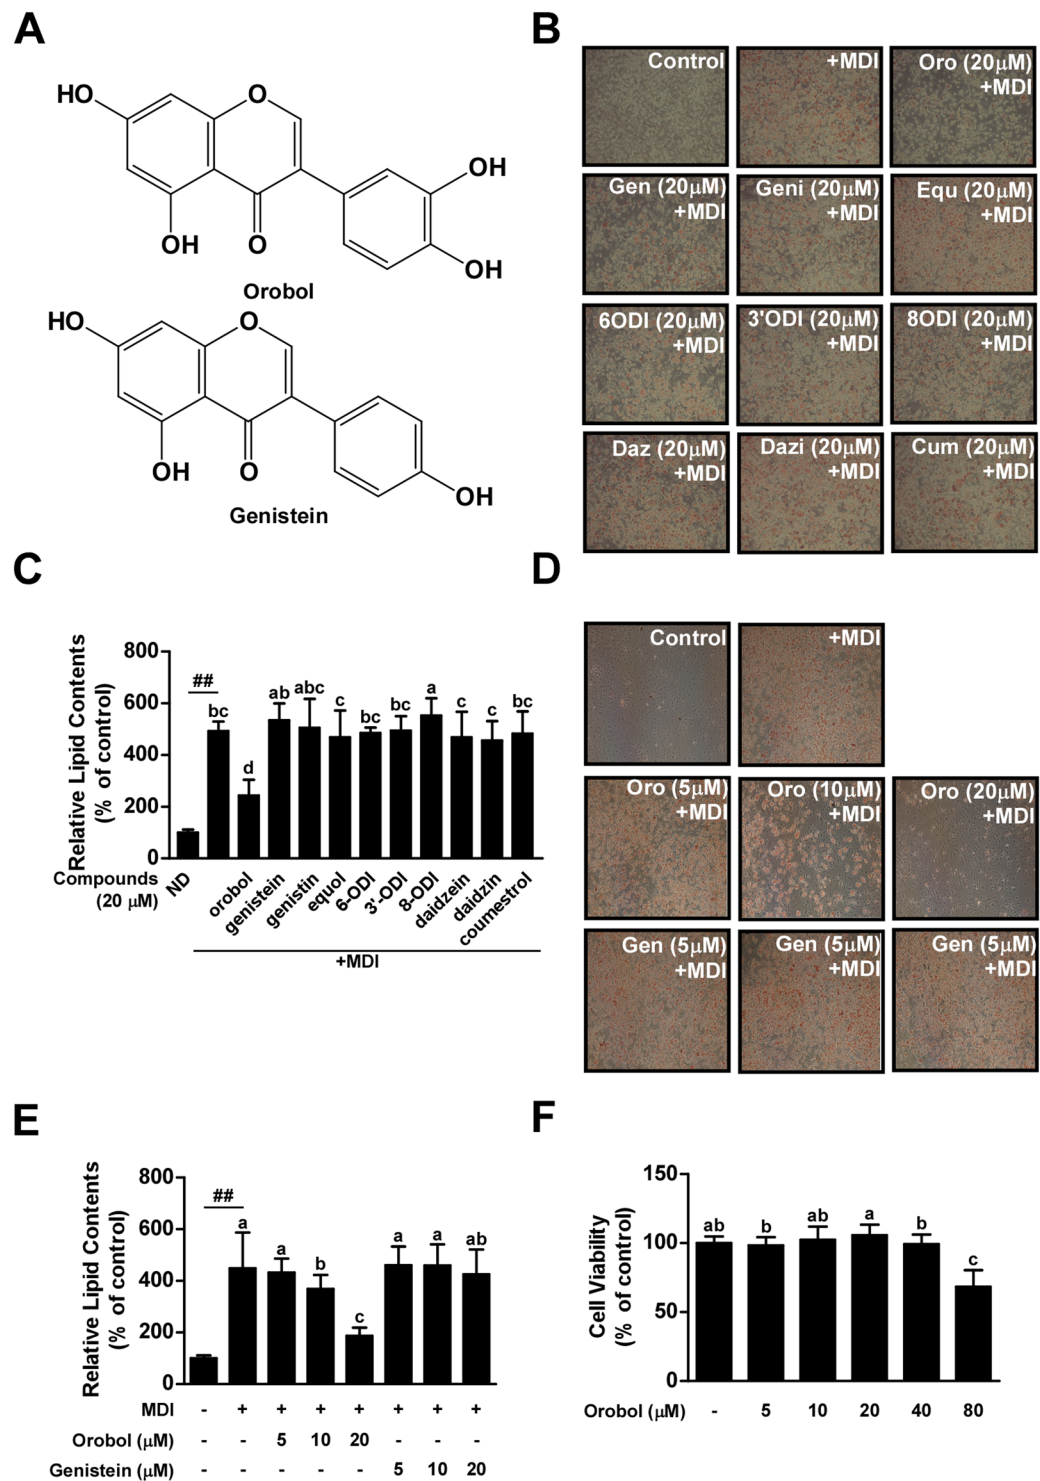 A
HO
O
OH
OH
O
OH
Orobol
HO
O
OH
O
OH
Genistein
B
Control
+MDI
Oro (20μM)
+MDI
Gen (20μM)
+MDI
Geni (20μM)
+MDI
Equ (20μM)
+MDI
6ODI (20μM)
+MDI
3'ODI (20μM)
+MDI
8ODI (20μM)
+MDI
Daz (20μM)
+MDI
Dazi (20μM)
+MDI
Cum (20μM)
+MDI
C
Relative Lipid Contents
(% of control)
800
600
400
200
0
##
bc
d
ab
abc
c
bc
bc
a
c
c
bc
Compounds
(20 μM)
ND
orobol
genistein
genistin
equol
6-ODI
3'-ODI
8-ODI
daidzein
daidzin
coumestrol
+MDI
D
Control
+MDI
Oro (5μM)
+MDI
Oro (10μM)
+MDI
Oro (20μM)
+MDI
Gen (5μM)
+MDI
Gen (5μM)
+MDI
Gen (5μM)
+MDI
E
Relative Lipid Contents
(% of control)
800
600
400
200
0
##
a
a
b
c
a
a
ab
MDI - + + + + + + +
Orobol (μM) - - 5 10 20 - - -
Genistein (μM) - - - - - 5 10 20
F
Cell Viability
(% of control)
150
100
50
0
ab
b
ab
a
b
c
Orobol (μM) - 5 10 20 40 80